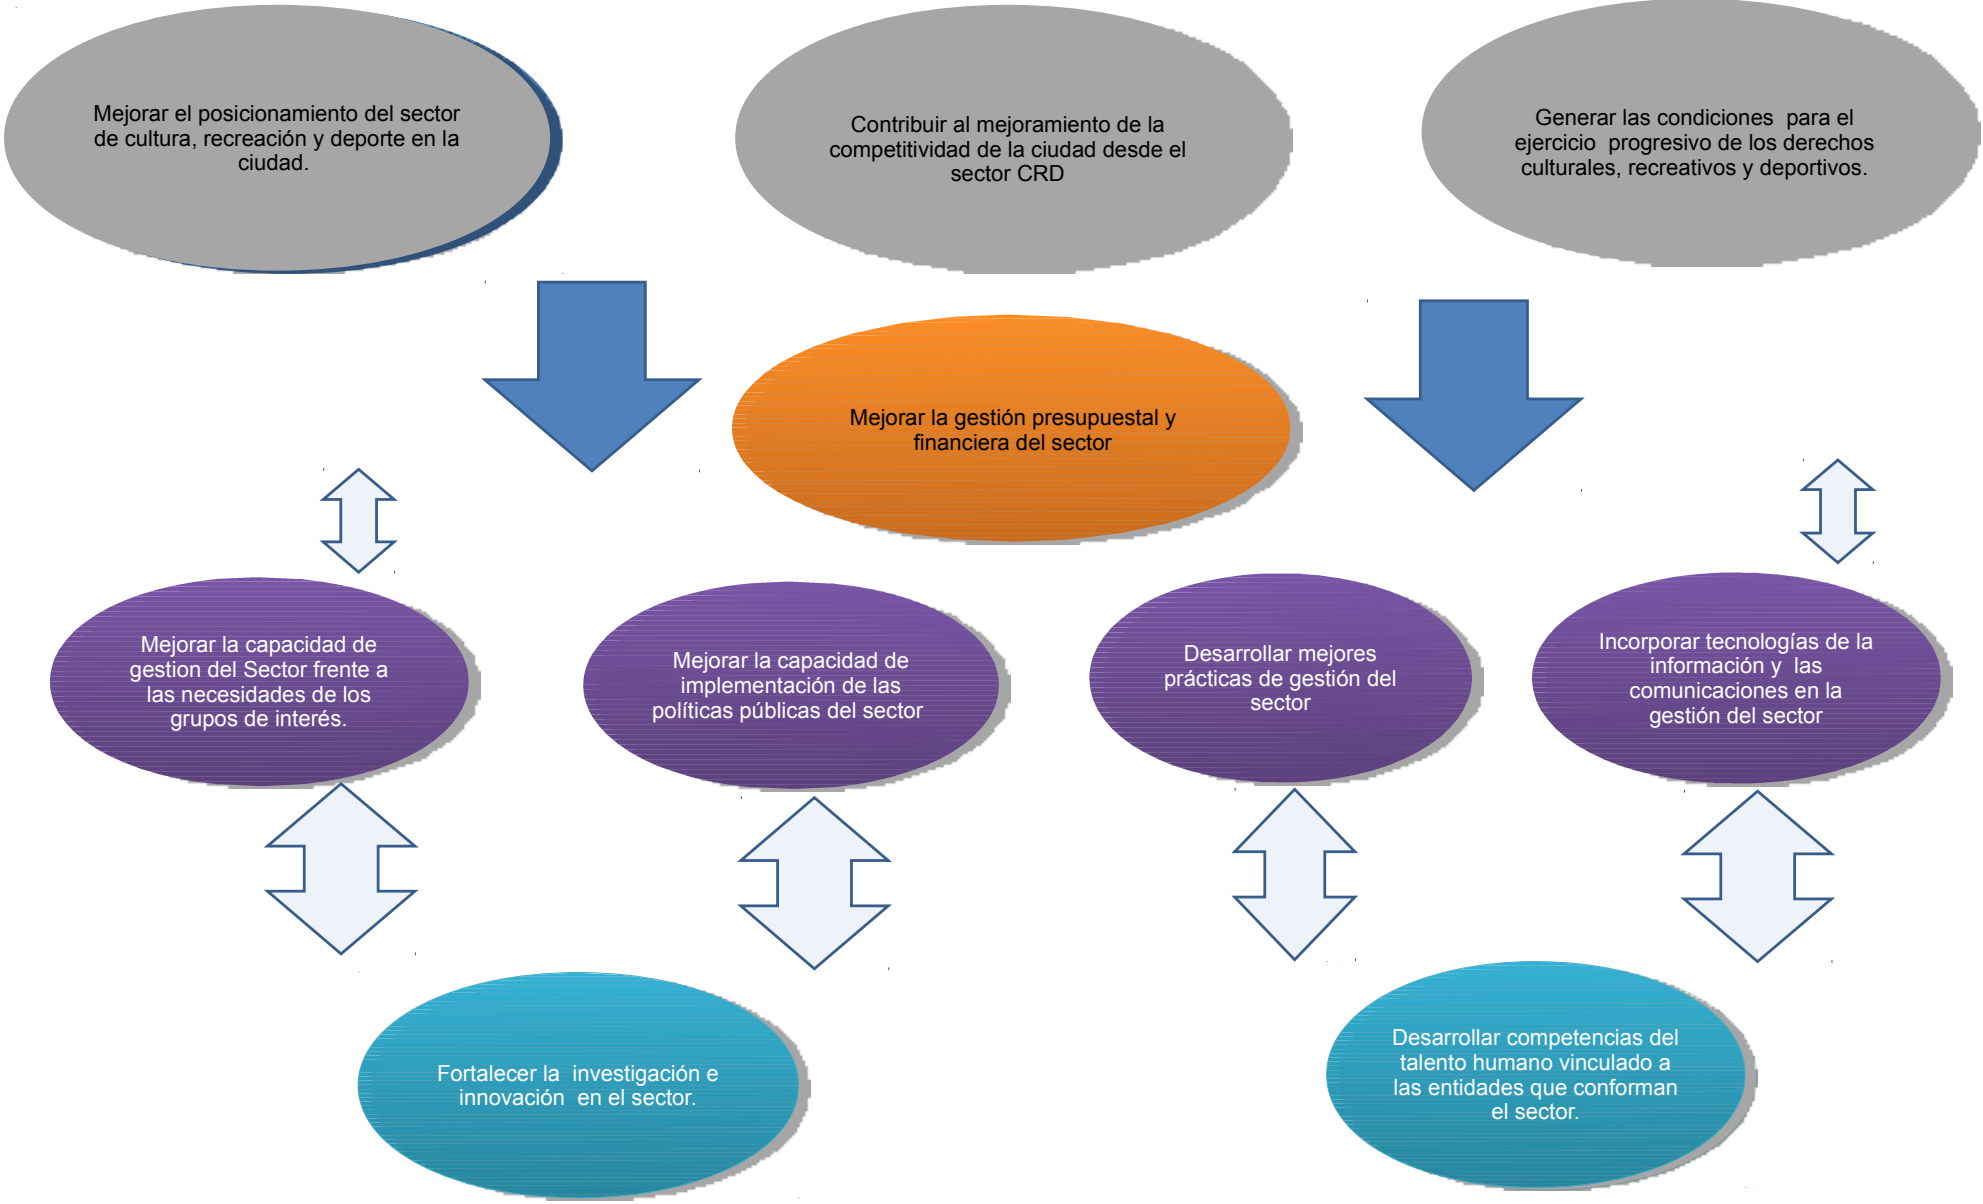 Mejorar el posicionamiento del sector
de cultura, recreación y deporte en la
ciudad.
Contribuir al mejoramiento de la
competitividad de la ciudad desde el
sector CRD
Generar las condiciones para el
ejercicio progresivo de los derechos
culturales, recreativos y deportivos.
Mejorar la gestión presupuestal y
financiera del sector
Mejorar la capacidad de
gestion del Sector frente a
las necesidades de los
grupos de interés.
Mejorar la capacidad de
implementación de las
políticas públicas del sector
Desarrollar mejores
prácticas de gestión del
sector
Incorporar tecnologías de la
información y las
comunicaciones en la
gestión del sector
Fortalecer la investigación e
innovación en el sector.
Desarrollar competencias del
talento humano vinculado a
las entidades que conforman
el sector.